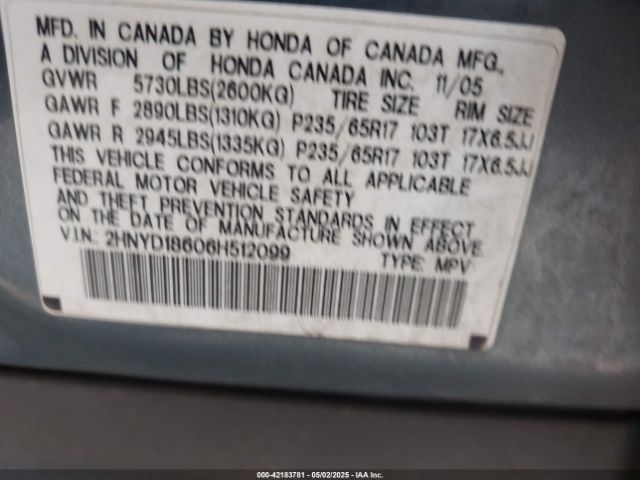 MFD. IN CANADA BY HONDA OF CANADA MFG.,
A DIVISION OF HONDA CANADA INC. 11/05
GVWR 5730LBS(2600KG) TIRE SIZE RIM SIZE
GAWR F 2890LBS(1310KG) P235/65R17 103T 17X6.5JJ
GAWR R 2945LBS(1335KG) P235/65R17 103T 17X6.5JJ
THIS VEHICLE CONFORMS TO ALL APPLICABLE
FEDERAL MOTOR VEHICLE SAFETY
AND THEFT PREVENTION STANDARDS IN EFFECT
ON THE DATE OF MANUFACTURE SHOWN ABOVE.
V.I.N.: 2HNYD18606H512099 TYPE: MPV
000-42183781 - 05/02/2025 - IAA Inc.